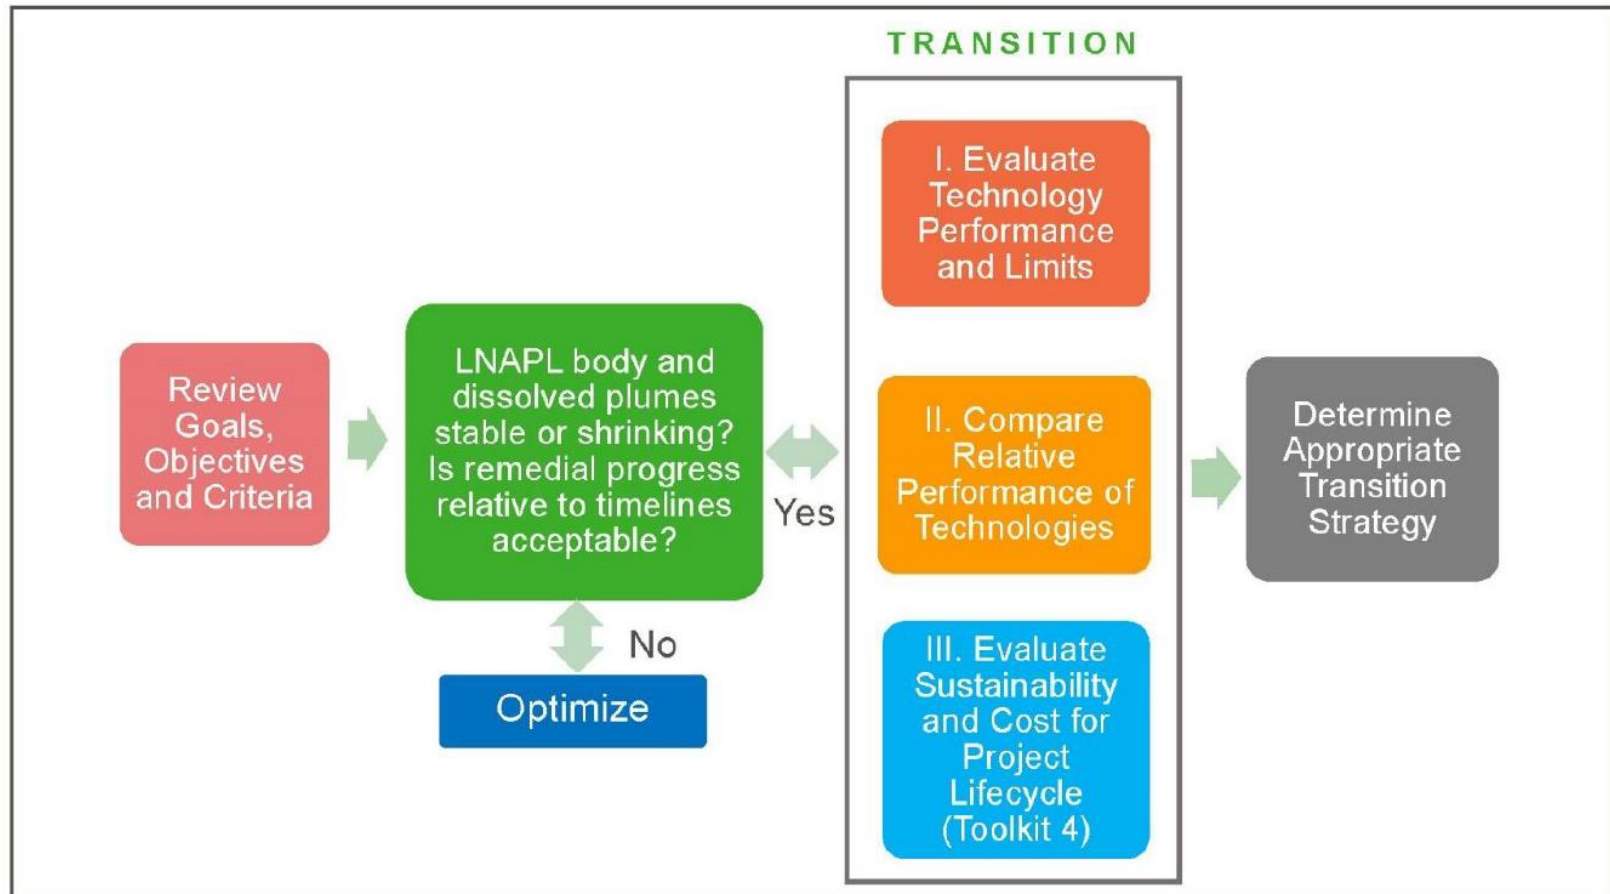 TRANSITION
Review
Goals,
Objectives
and Criteria
LNAPL body and
dissolved plumes
stable or shrinking?
Is remedial progress
relative to timelines
acceptable?
Yes
No
Optimize
I. Evaluate
Technology
Performance
and Limits
II. Compare
Relative
Performance of
Technologies
III. Evaluate
Sustainability
and Cost for
Project
Lifecycle
(Toolkit 4)
Determine
Appropriate
Transition
Strategy